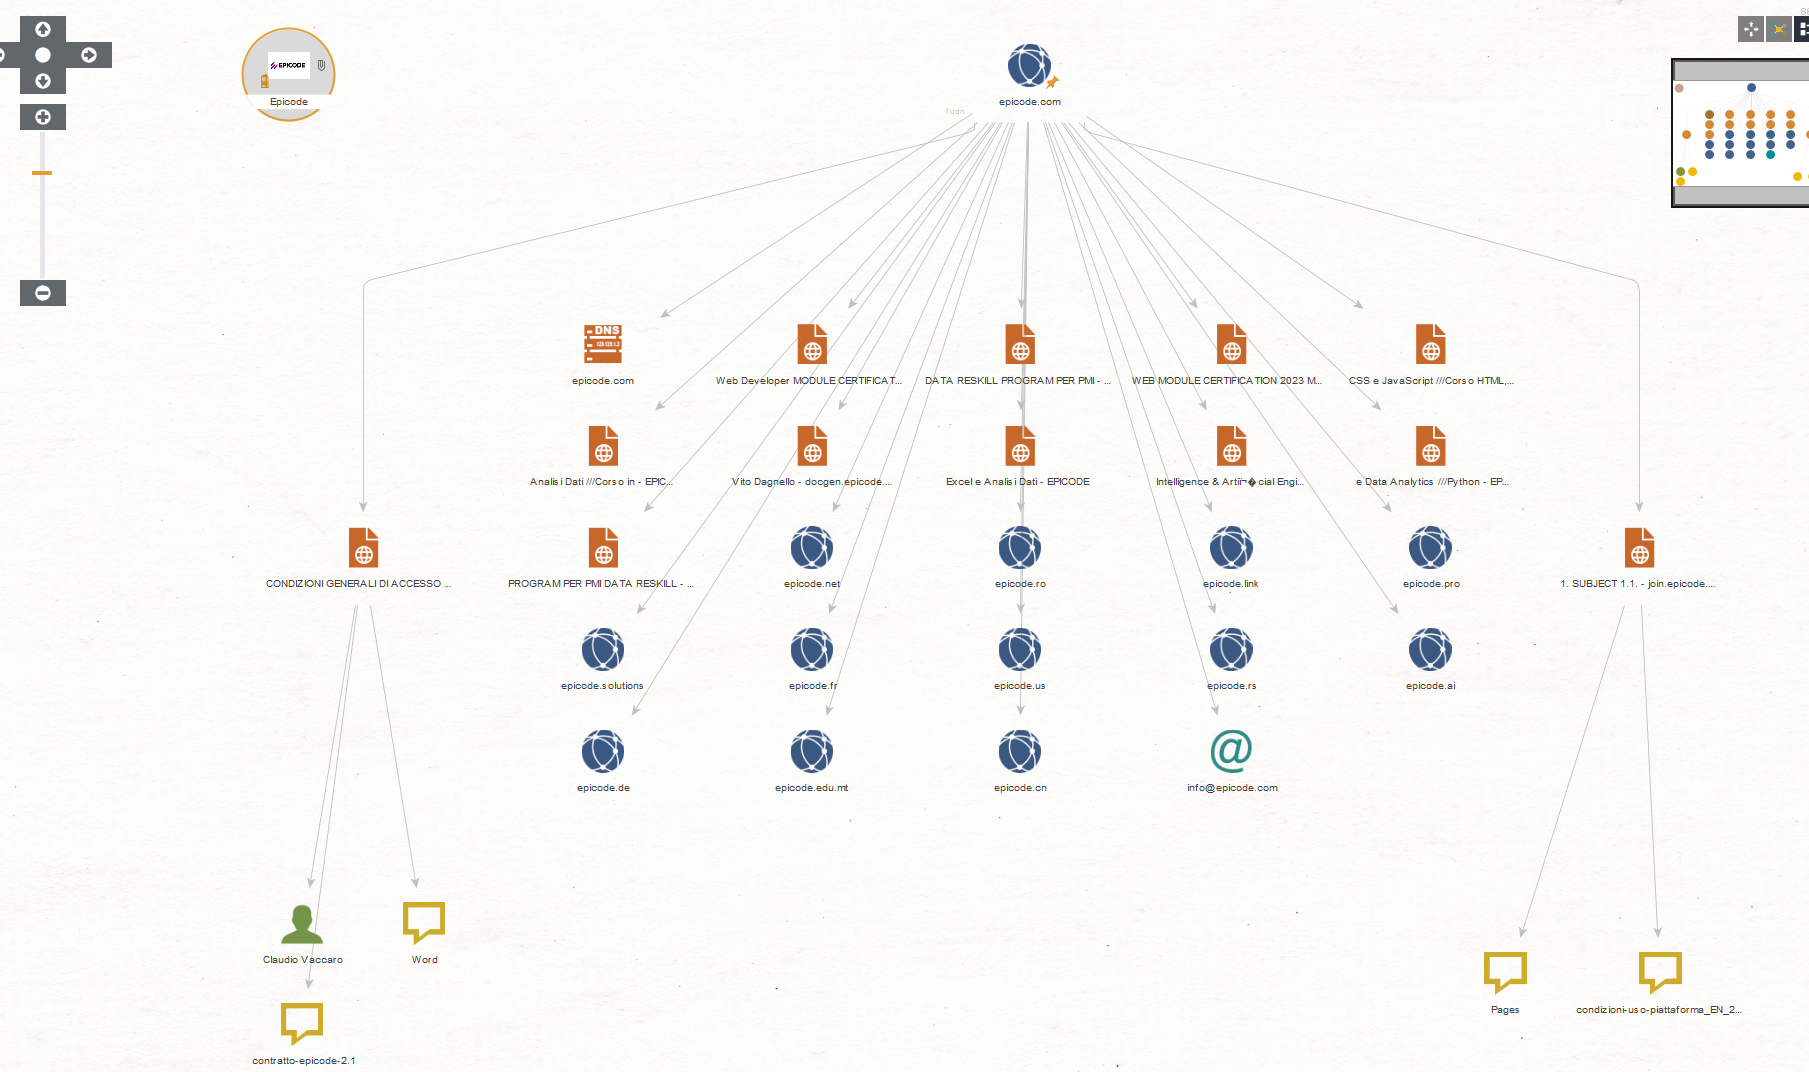 EPICODE
Epicode
epicode.com
fqdn
DNS
epicode.com
Web Developer MODULE CERTIFICAT...
DATA RESKILL PROGRAM PER PMI - ...
WEB MODULE CERTIFICATION 2023 M...
CSS e JavaScript ///Corso HTML,...
Analisi Dati ///Corso in - EPIC...
Vito Dagnello - docgen.epicode....
Excel e Analisi Dati - EPICODE
Intelligence & Artiï¬�cial Engi...
e Data Analytics ///Python - EP...
CONDIZIONI GENERALI DI ACCESSO ...
PROGRAM PER PMI DATA RESKILL - ...
epicode.net
epicode.ro
epicode.link
epicode.pro
1. SUBJECT 1.1. - join.epicode....
epicode.solutions
epicode.fr
epicode.us
epicode.rs
epicode.ai
epicode.de
epicode.edu.mt
epicode.cn
@
info@epicode.com
Claudio Vaccaro
Word
Pages
condizioni-uso-piattaforma_EN_2...
contratto-epicode-2.1